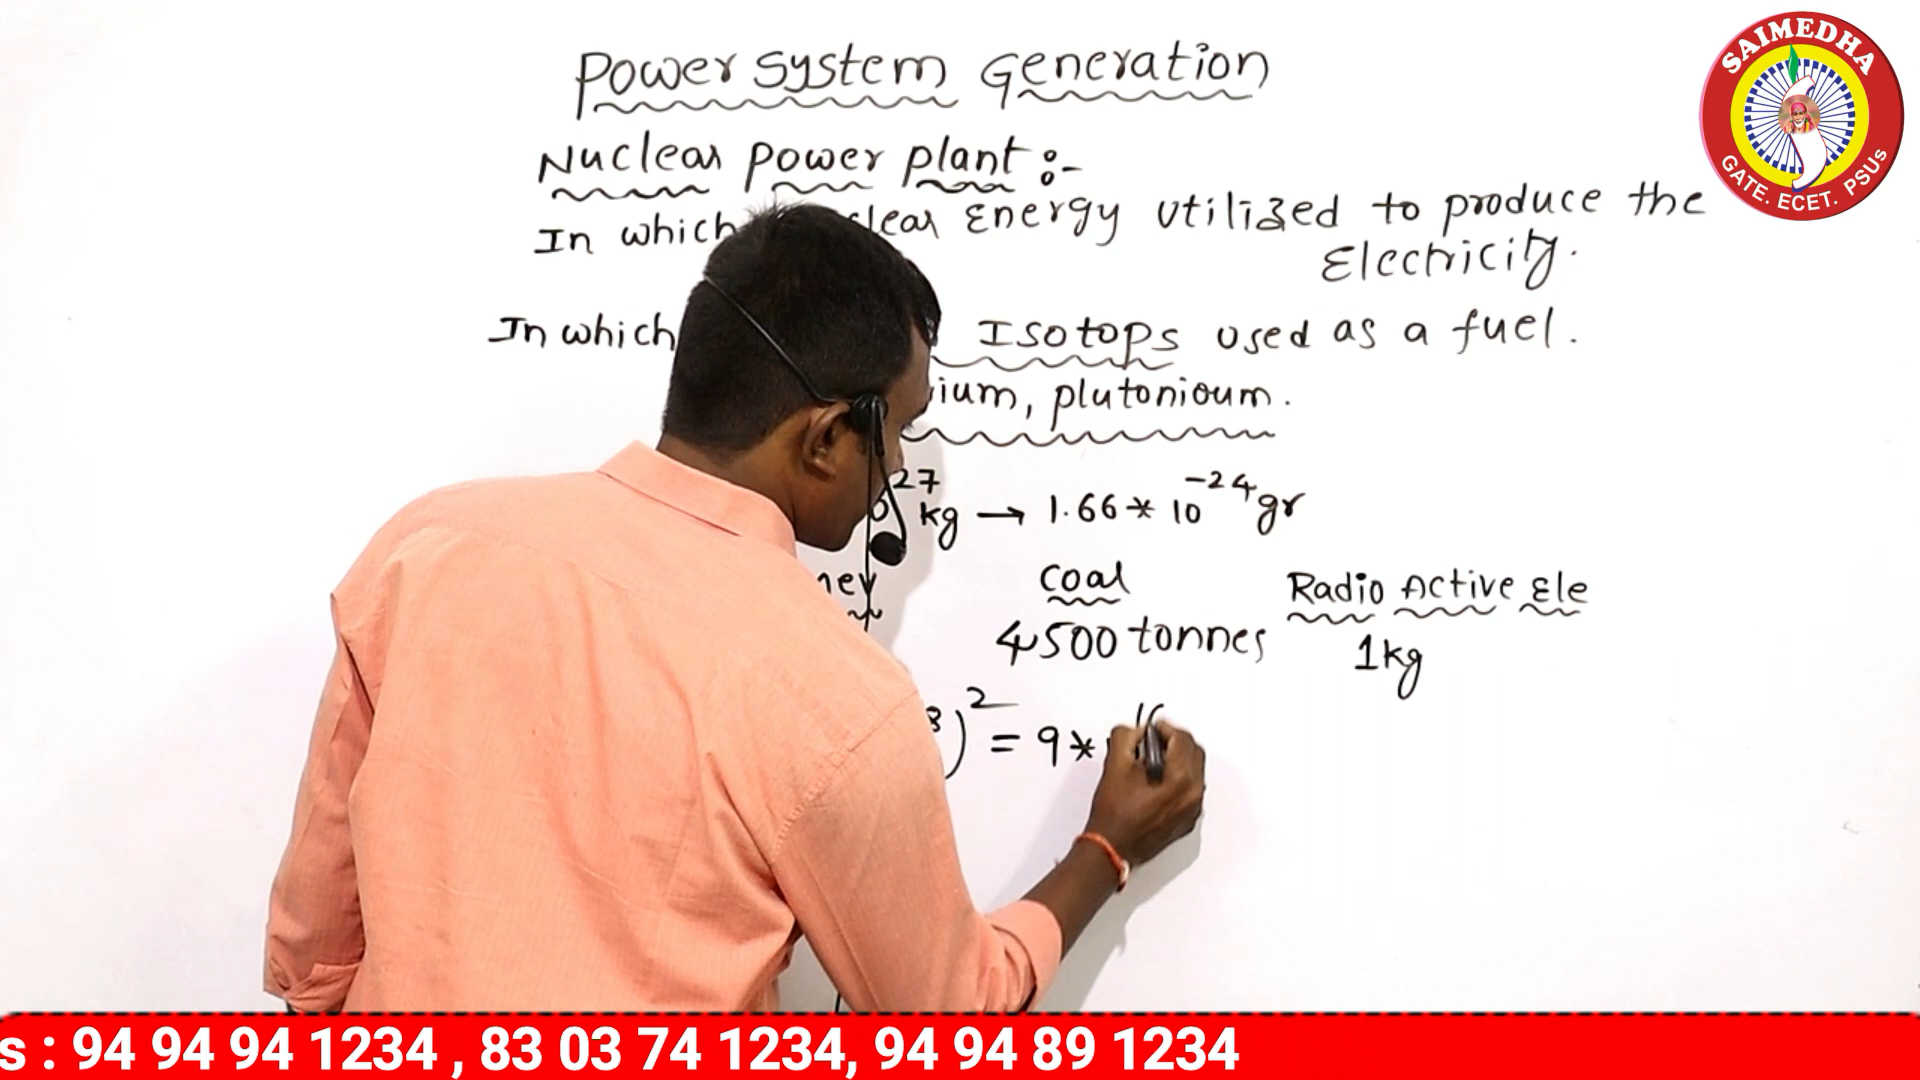 Power System Generation
Nuclear power plant :-
In which Energy utilized to produce the
Electricity.
In which Isotops used as a fuel.
plutonioum.
27
kg → 1.66 * 10 -24 gr
coal Radio Active Ele
4500 tonnes 1kg
)2 = 9 *
SAIMEDHA
GATE. ECET. PSUs
s : 94 94 94 1234 , 83 03 74 1234, 94 94 89 1234